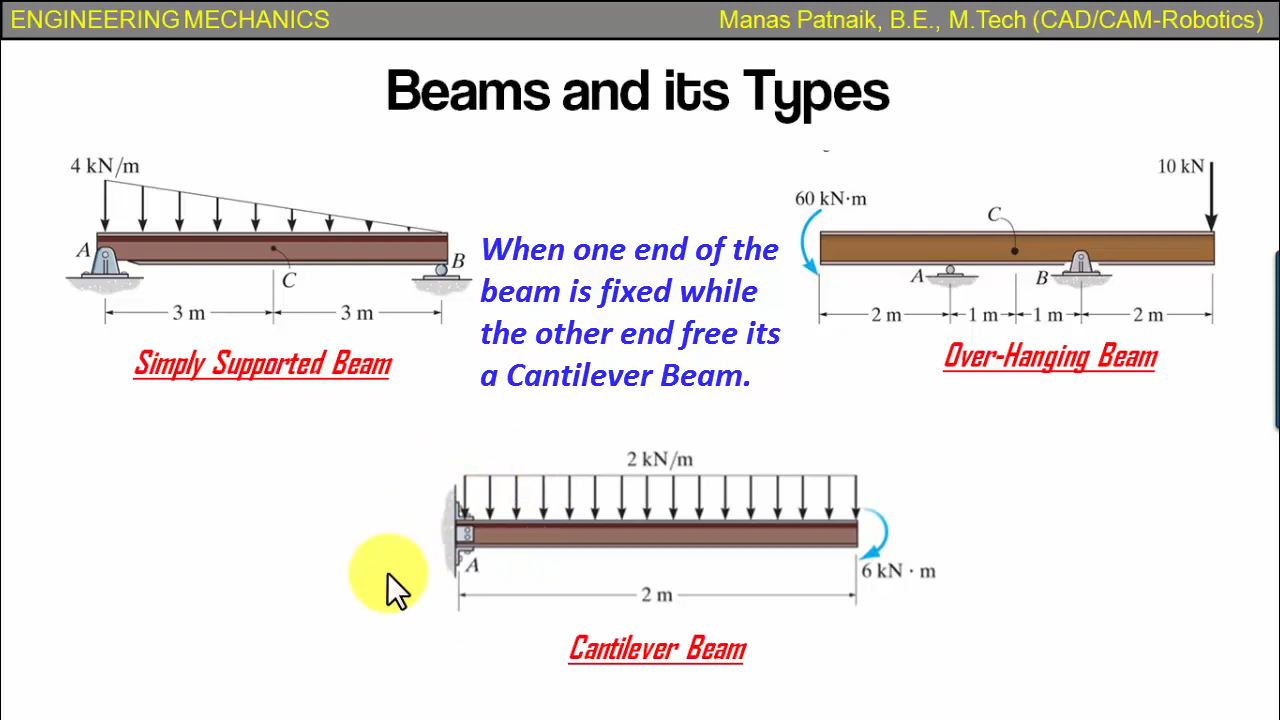 ENGINEERING MECHANICS
Manas Patnaik, B.E., M.Tech (CAD/CAM-Robotics)
Beams and its Types
4 kN/m
A
B
C
3 m
3 m
Simply Supported Beam
When one end of the
beam is fixed while
the other end free its
a Cantilever Beam.
10 kN
60 kN·m
C
A
B
2 m
1 m
1 m
2 m
Over-Hanging Beam
2 kN/m
A
6 kN · m
2 m
Cantilever Beam